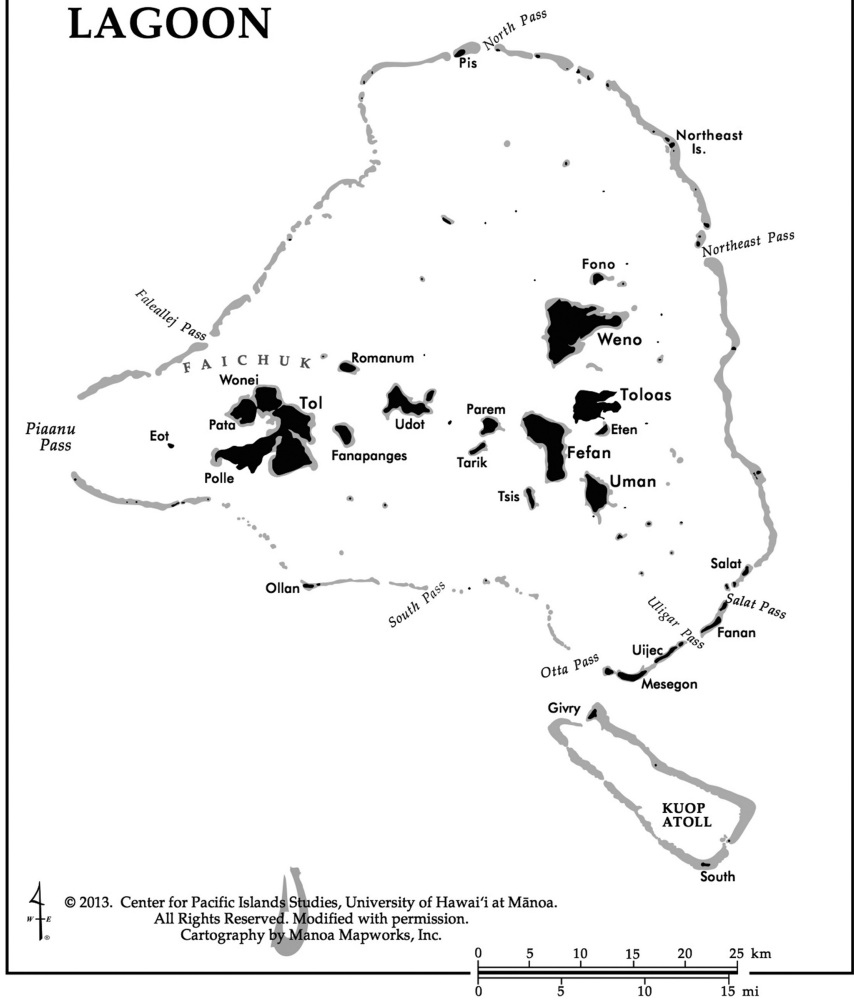 LAGOON
North Pass
Pis
Northeast
Is.
Northeast Pass
Fono
Faleallej Pass
Weno
FAICHUK
Romanum
Wonei
Tol
Toloas
Udot
Parem
Pata
Piaanu
Pass
Eot
Eten
Fanapanges
Tarik
Fefan
Polle
Uman
Tsis
Salat
Ollan
South Pass
Salat Pass
Uligar Pass
Fanan
Uijec
Otta Pass
Mesegon
Givry
KUOP
ATOLL
South
W E
© 2013. Center for Pacific Islands Studies, University of Hawai‘i at Mānoa.
All Rights Reserved. Modified with permission.
Cartography by Manoa Mapworks, Inc.
0 5 10 15 20 25 km
0 5 10 15 mi